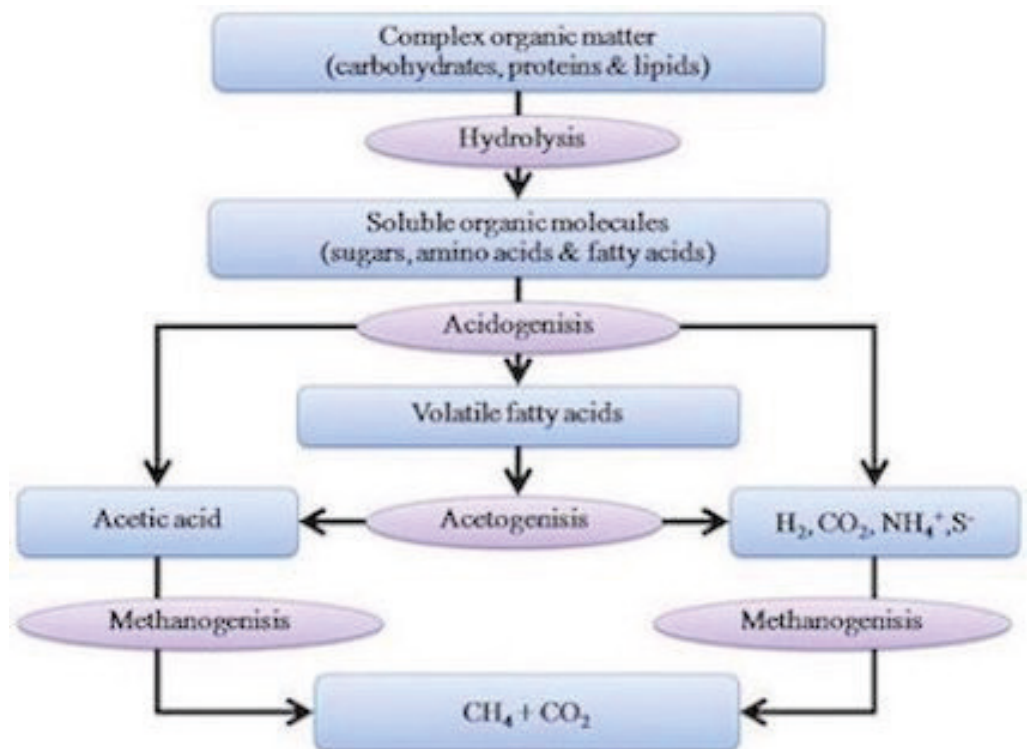 Complex organic matter
(carbohydrates, proteins & lipids)
Hydrolysis
Soluble organic molecules
(sugars, amino acids & fatty acids)
Acidogenisis
Volatile fatty acids
Acetic acid
Acetogenisis
H₂, CO₂, NH₄⁺,S⁻
Methanogenisis
Methanogenisis
CH₄ + CO₂